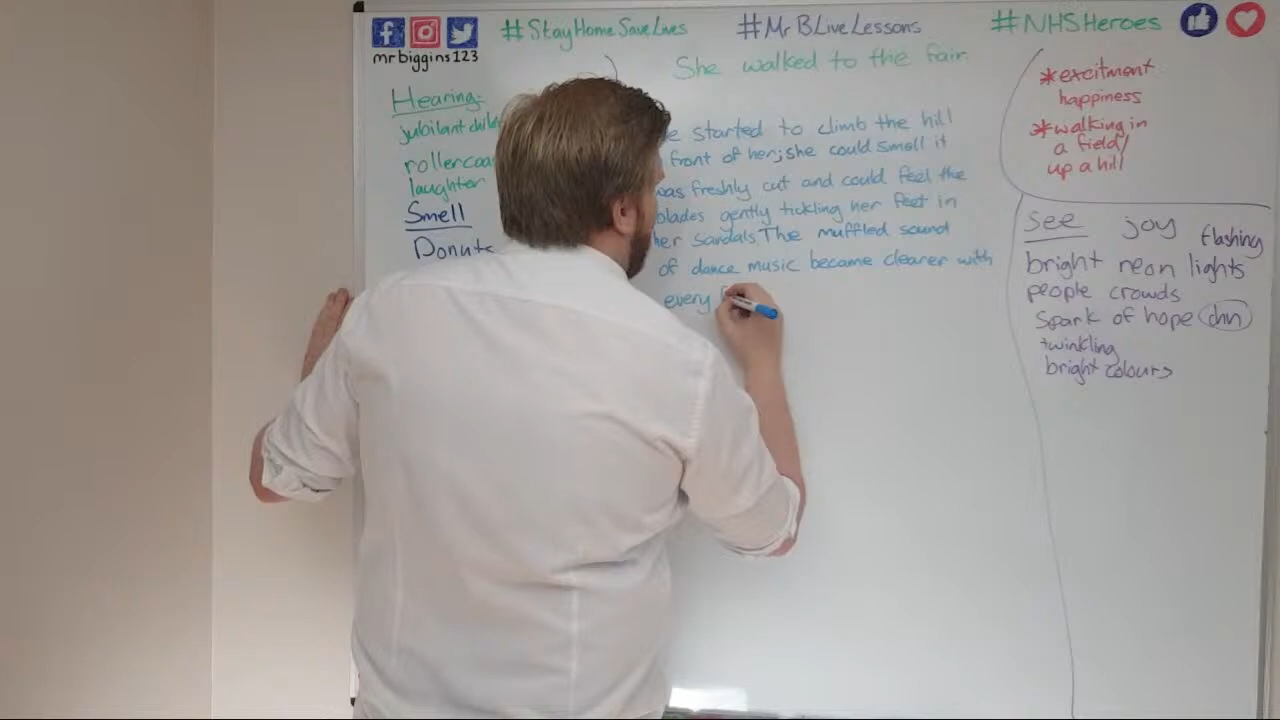 #StayHomeSaveLives
#MrBLiveLessons
#NHSHeroes
mrbiggins123
She walked to the fair.
Hearing:
jubilant
laughter
Smell
started to climb the hill
front of her; she could smell it
was freshly cut and could feel the
blades gently tickling her feet in
her sandals. The muffled sound
of dance music became clearer with
every
*excitment
happiness
*walking in
a field/
up a hill
see joy flashing
bright neon lights
people crowds
Spark of hope chn
twinkling
bright colours